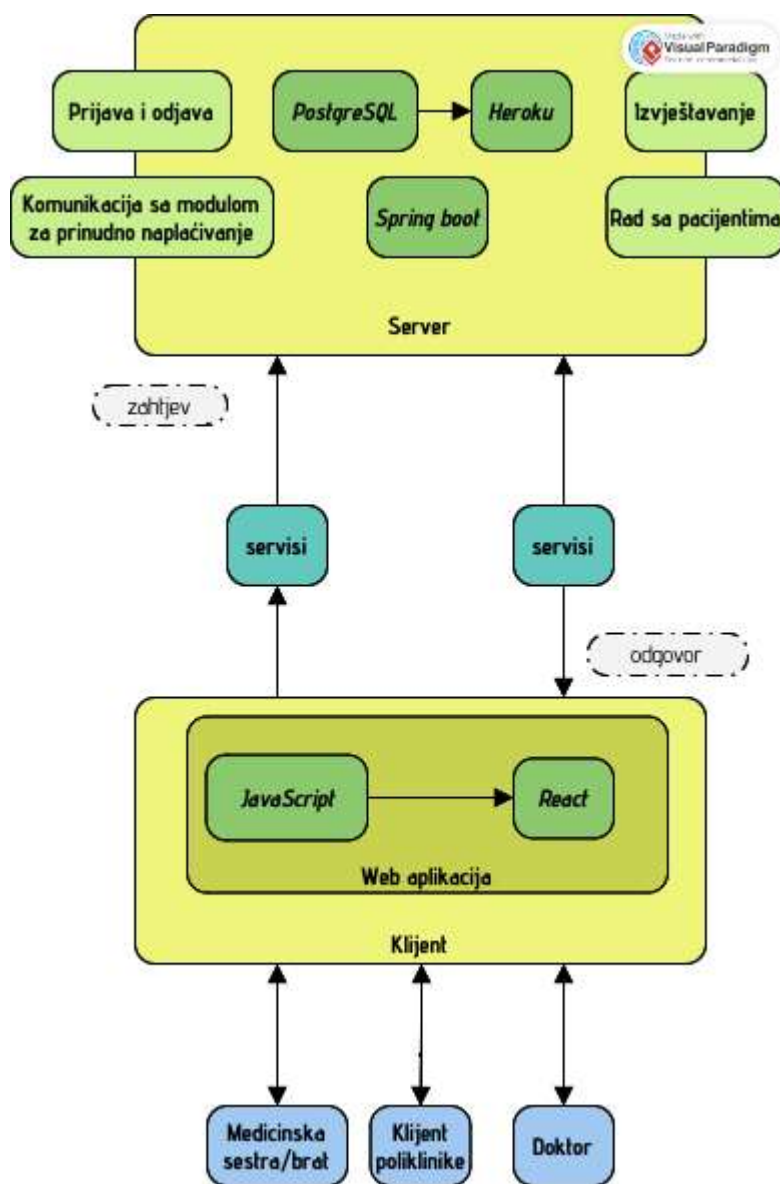 Visual Paradigm
Prijava i odjava
PostgreSQL
Heroku
Izvještavanje
Komunikacija sa modulom
za prinudno naplaćivanje
Spring boot
Rad sa pacijentima
Server
zahtjev
servisi
servisi
odgovor
JavaScript
React
Web aplikacija
Klijent
Medicinska
sestra/brat
Klijent
poliklinike
Doktor